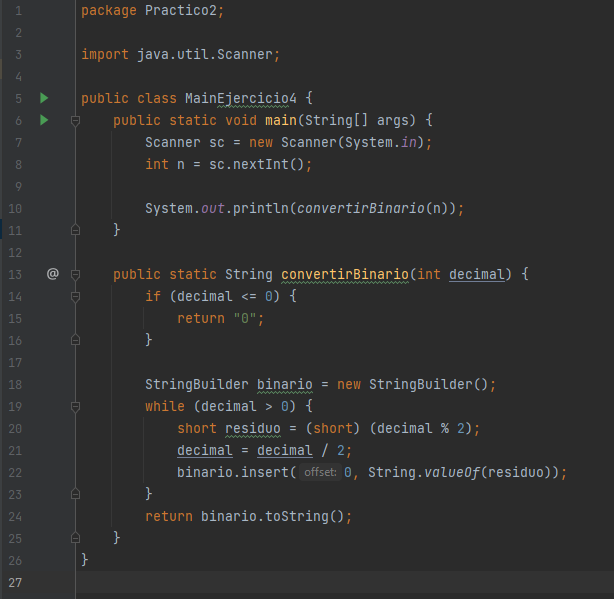 1 package Practico2;
2
3 import java.util.Scanner;
4
5 public class MainEjercicio4 {
6     public static void main(String[] args) {
7         Scanner sc = new Scanner(System.in);
8         int n = sc.nextInt();
9
10         System.out.println(convertirBinario(n));
11     }
12
13 @     public static String convertirBinario(int decimal) {
14         if (decimal <= 0) {
15             return "0";
16         }
17
18         StringBuilder binario = new StringBuilder();
19         while (decimal > 0) {
20             short residuo = (short) (decimal % 2);
21             decimal = decimal / 2;
22             binario.insert( offset: 0, String.valueOf(residuo));
23         }
24         return binario.toString();
25     }
26 }
27